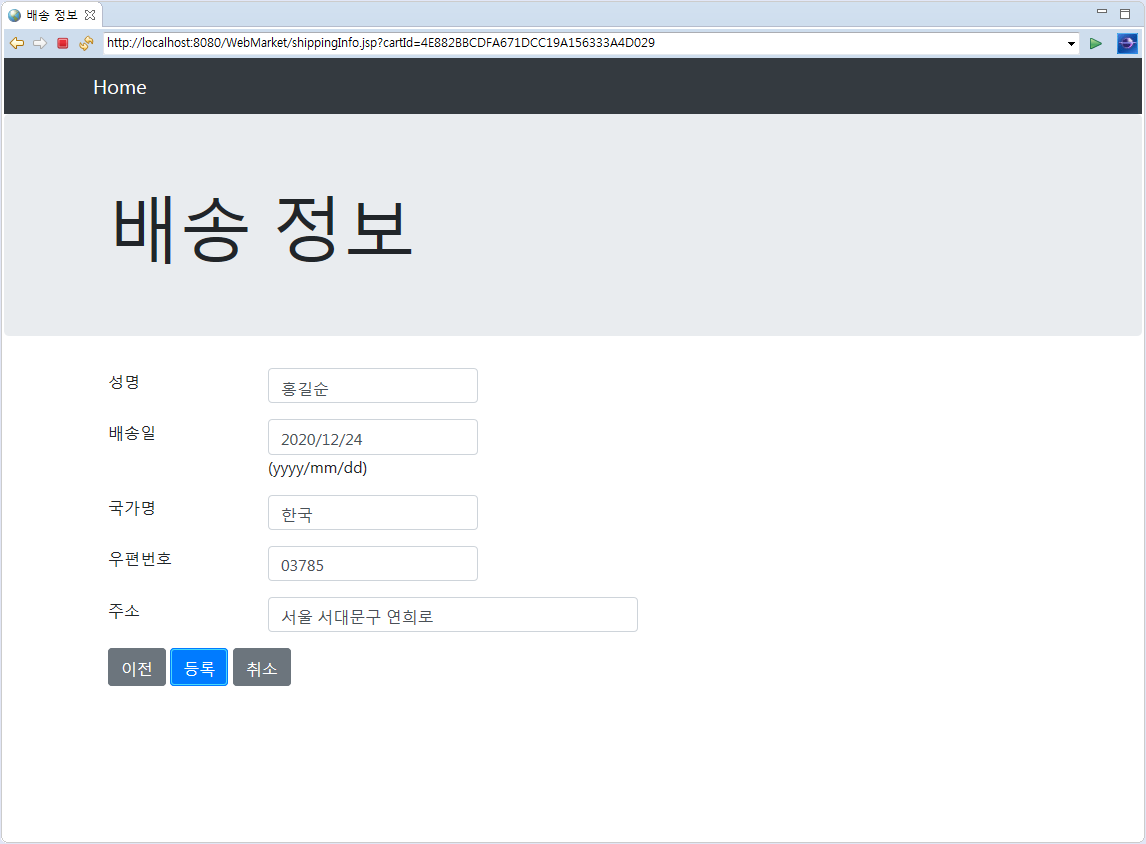 배송 정보
http://localhost:8080/WebMarket/shippingInfo.jsp?cartId=4E882BBCDFA671DCC19A156333A4D029
Home
배송 정보
성명 홍길순
배송일 2020/12/24
(yyyy/mm/dd)
국가명 한국
우편번호 03785
주소 서울 서대문구 연희로
이전 등록 취소